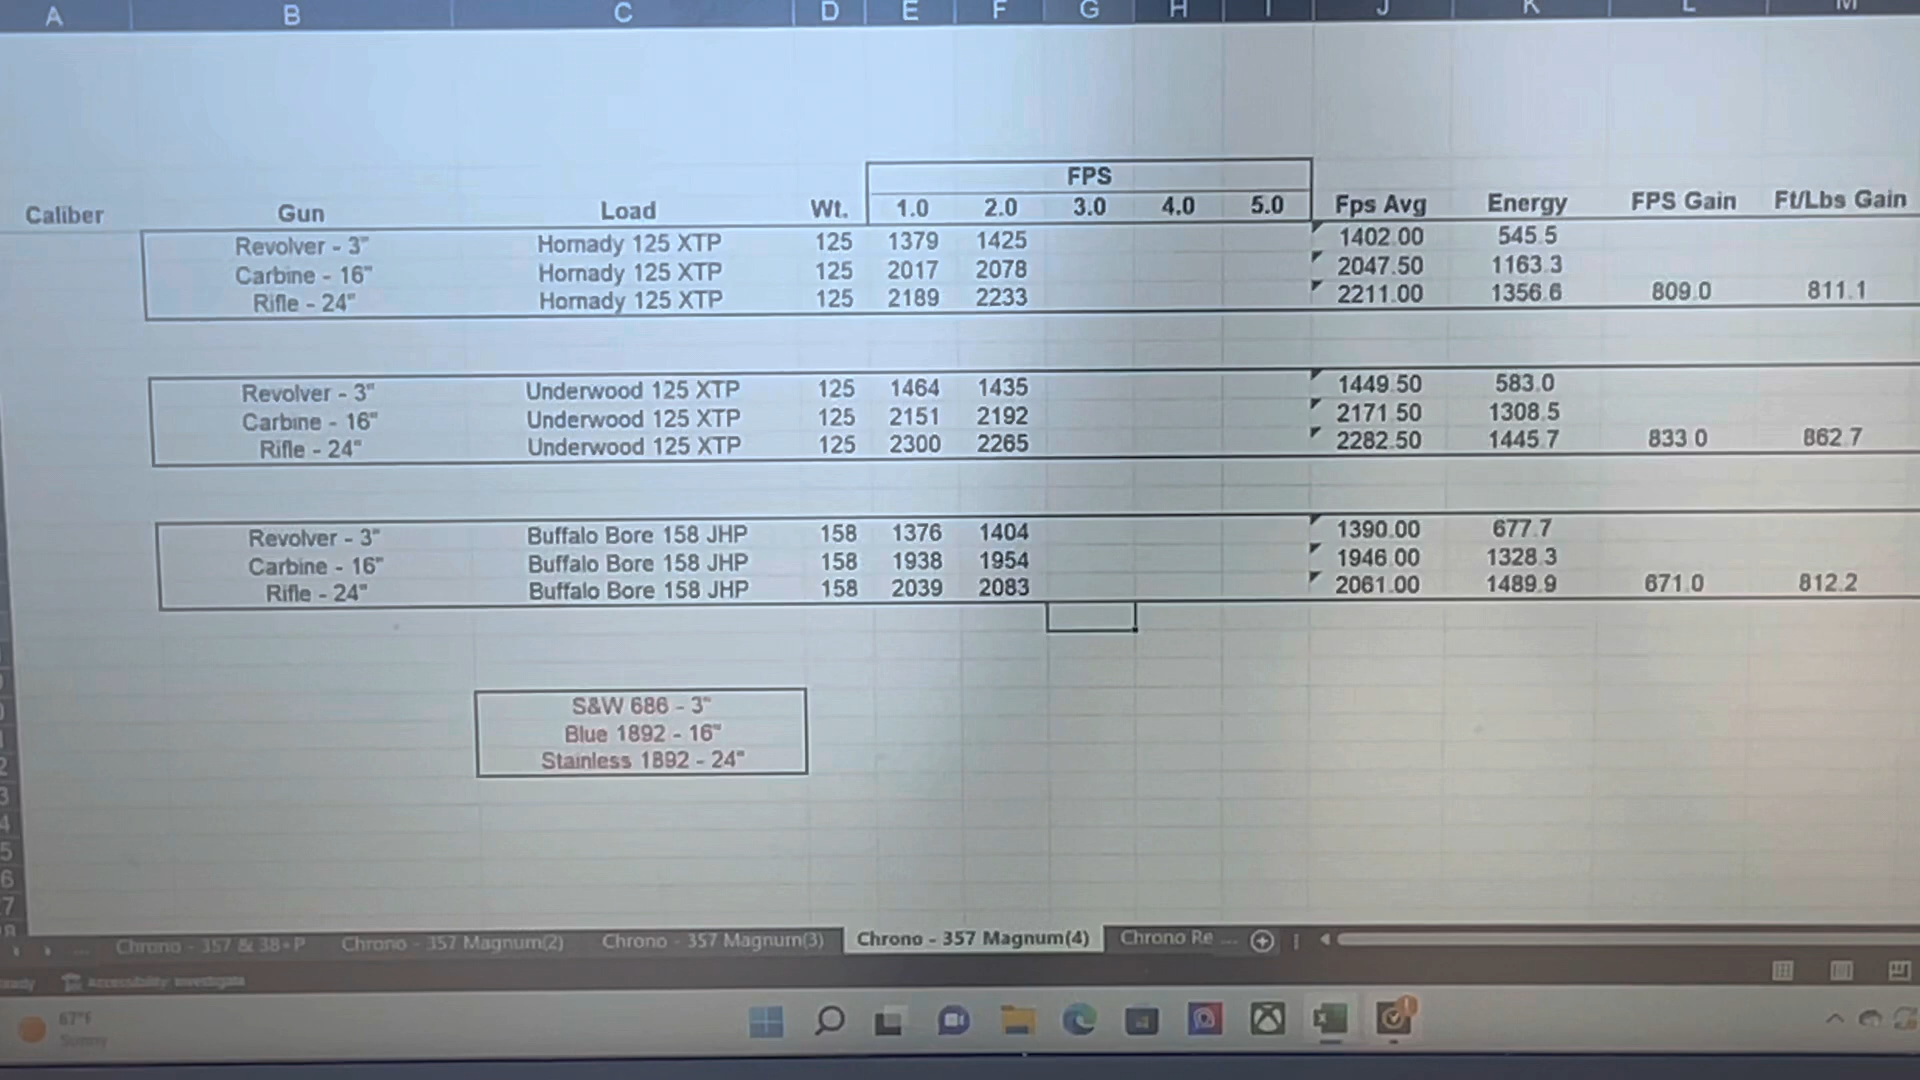 A B C D E F G H I J K L M
FPS
Caliber Gun Load Wt. 1.0 2.0 3.0 4.0 5.0 Fps Avg Energy FPS Gain Ft/Lbs Gain
Revolver - 3" Hornady 125 XTP 125 1379 1425 1402.00 545.5
Carbine - 16" Hornady 125 XTP 125 2017 2078 2047.50 1163.3
Rifle - 24" Hornady 125 XTP 125 2189 2233 2211.00 1356.6 809.0 811.1
Revolver - 3" Underwood 125 XTP 125 1464 1435 1449.50 583.0
Carbine - 16" Underwood 125 XTP 125 2151 2192 2171.50 1308.5
Rifle - 24" Underwood 125 XTP 125 2300 2265 2282.50 1445.7 833.0 862.7
Revolver - 3" Buffalo Bore 158 JHP 158 1376 1404 1390.00 677.7
Carbine - 16" Buffalo Bore 158 JHP 158 1938 1954 1946.00 1328.3
Rifle - 24" Buffalo Bore 158 JHP 158 2039 2083 2061.00 1489.9 671.0 812.2
S&W 686 - 3"
Blue 1892 - 16"
Stainless 1892 - 24"
Chrono - 357 & 38+P Chrono - 357 Magnum(2) Chrono - 357 Magnum(3) Chrono - 357 Magnum(4) Chrono Re ...
Accessibility: Investigate
67°F
Sunny